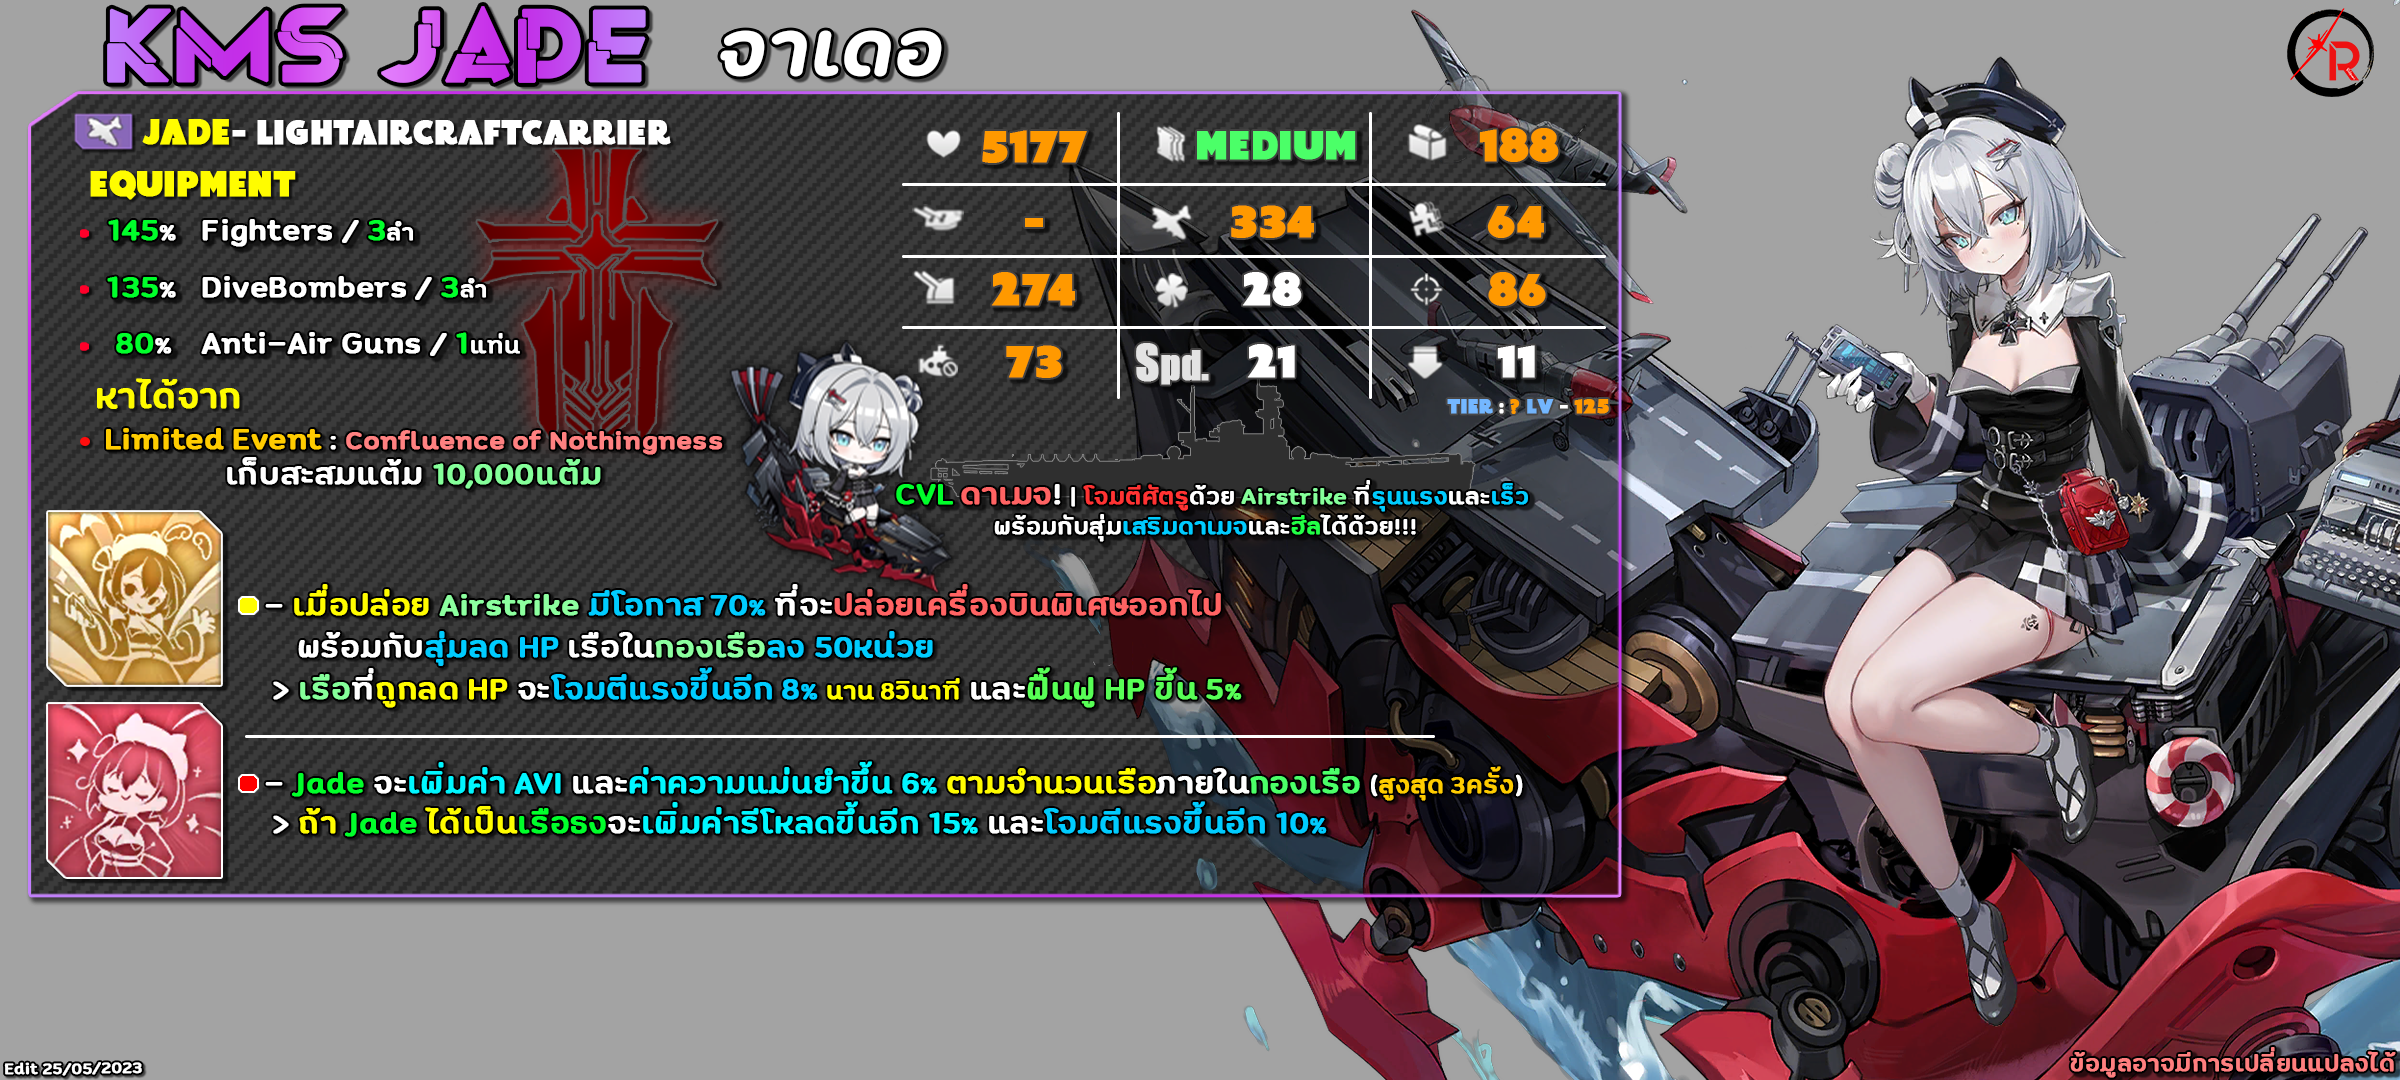 KMS JADE จาเดอ
JADE- LIGHTAIRCRAFTCARRIER
EQUIPMENT
145% Fighters / 3ลำ
135% DiveBombers / 3ลำ
80% Anti-Air Guns / 1แท่น
หาได้จาก
Limited Event : Confluence of Nothingness
เก็บสะสมแต้ม 10,000แต้ม
5177 MEDIUM 188
- 334 64
274 28 86
73 Spd. 21 11
TIER : ? LV - 125
CVL ดาเมจ! | โจมตีศัตรูด้วย Airstrike ที่รุนแรงและเร็ว
พร้อมกับสุ่มเสริมดาเมจและฮีลได้ด้วย!!!
- เมื่อปล่อย Airstrike มีโอกาส 70% ที่จะปล่อยเครื่องบินพิเศษออกไป
พร้อมกับสุ่มลด HP เรือในกองเรือลง 50หน่วย
> เรือที่ถูกลด HP จะโจมตีแรงขึ้นอีก 8% นาน 8วินาที และฟื้นฟู HP ขึ้น 5%
- Jade จะเพิ่มค่า AVI และค่าความแม่นยำขึ้น 6% ตามจำนวนเรือภายในกองเรือ (สูงสุด 3ครั้ง)
> ถ้า Jade ได้เป็นเรือธงจะเพิ่มค่ารีโหลดขึ้นอีก 15% และโจมตีแรงขึ้นอีก 10%
R
Edit 25/05/2023
ข้อมูลอาจมีการเปลี่ยนแปลงได้